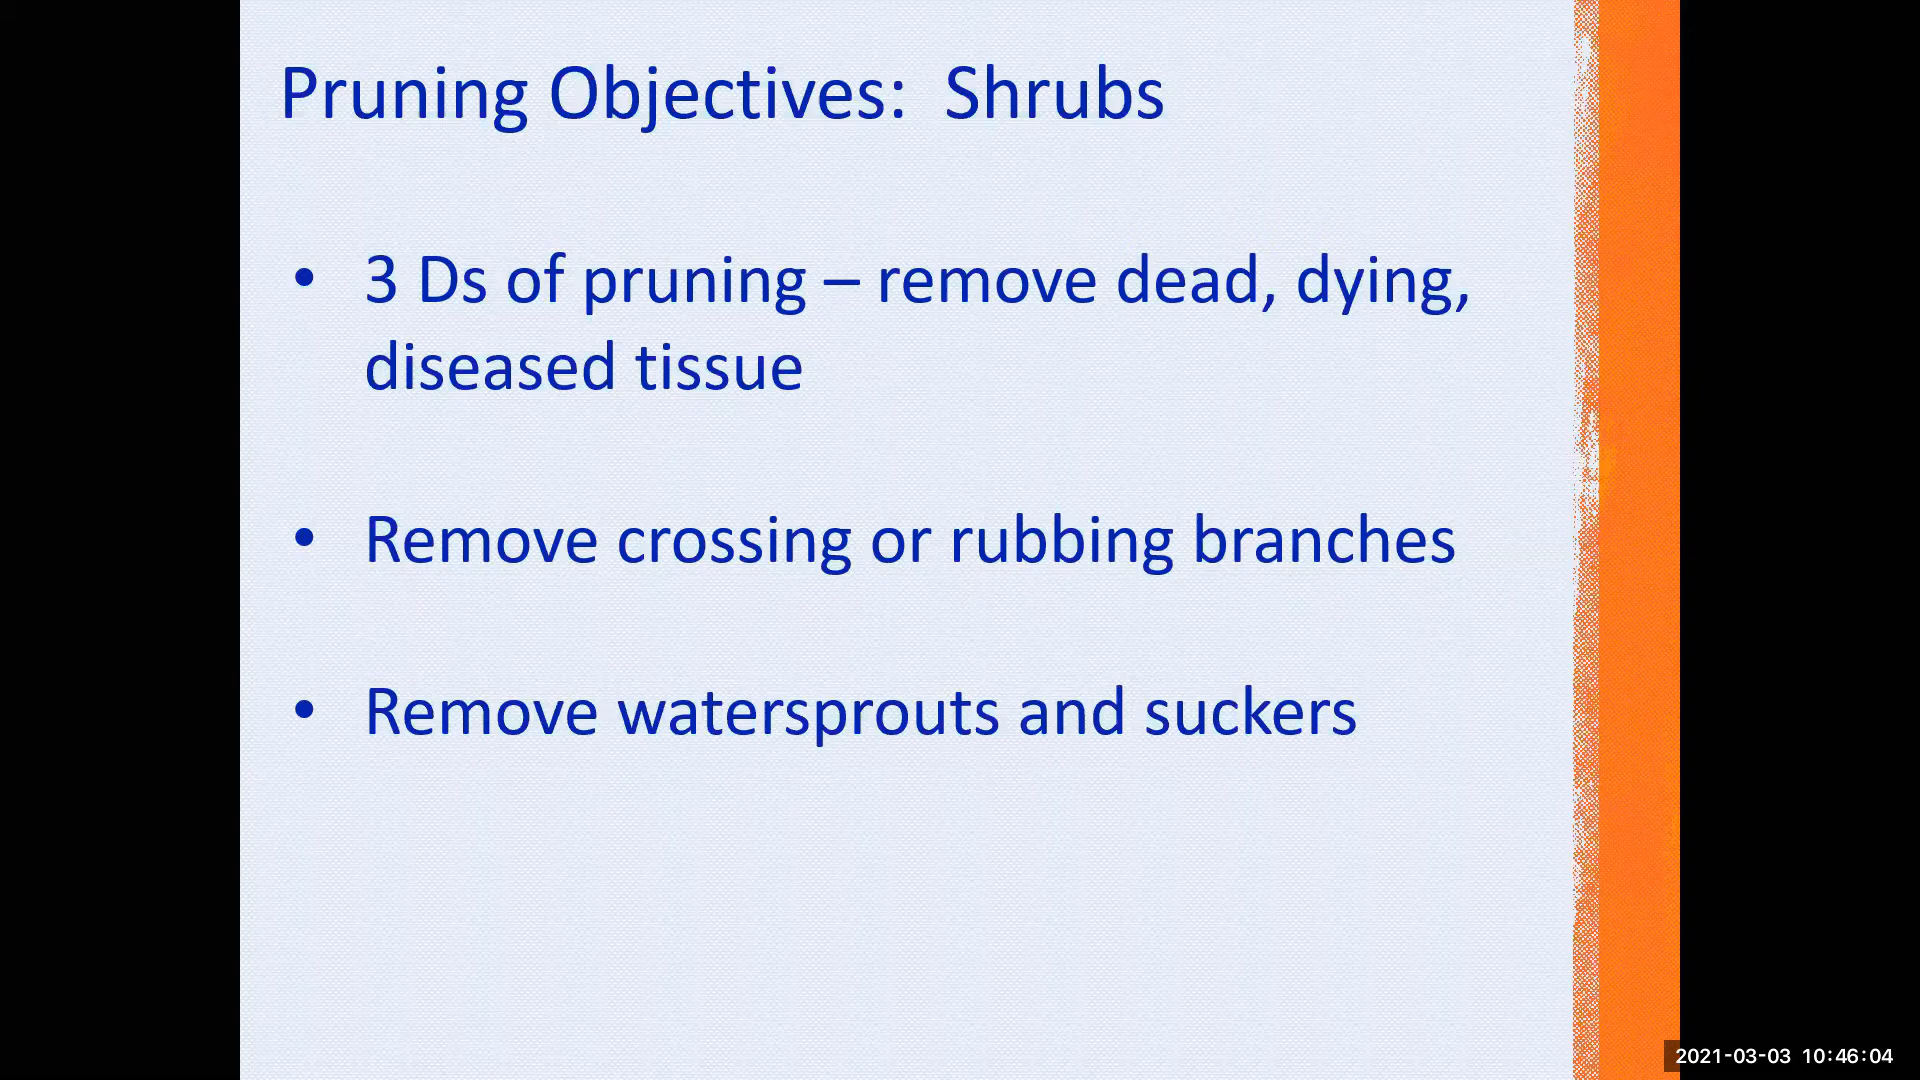 Pruning Objectives:  Shrubs
• 3 Ds of pruning – remove dead, dying,
diseased tissue
• Remove crossing or rubbing branches
• Remove watersprouts and suckers
2021-03-03 10:46:04